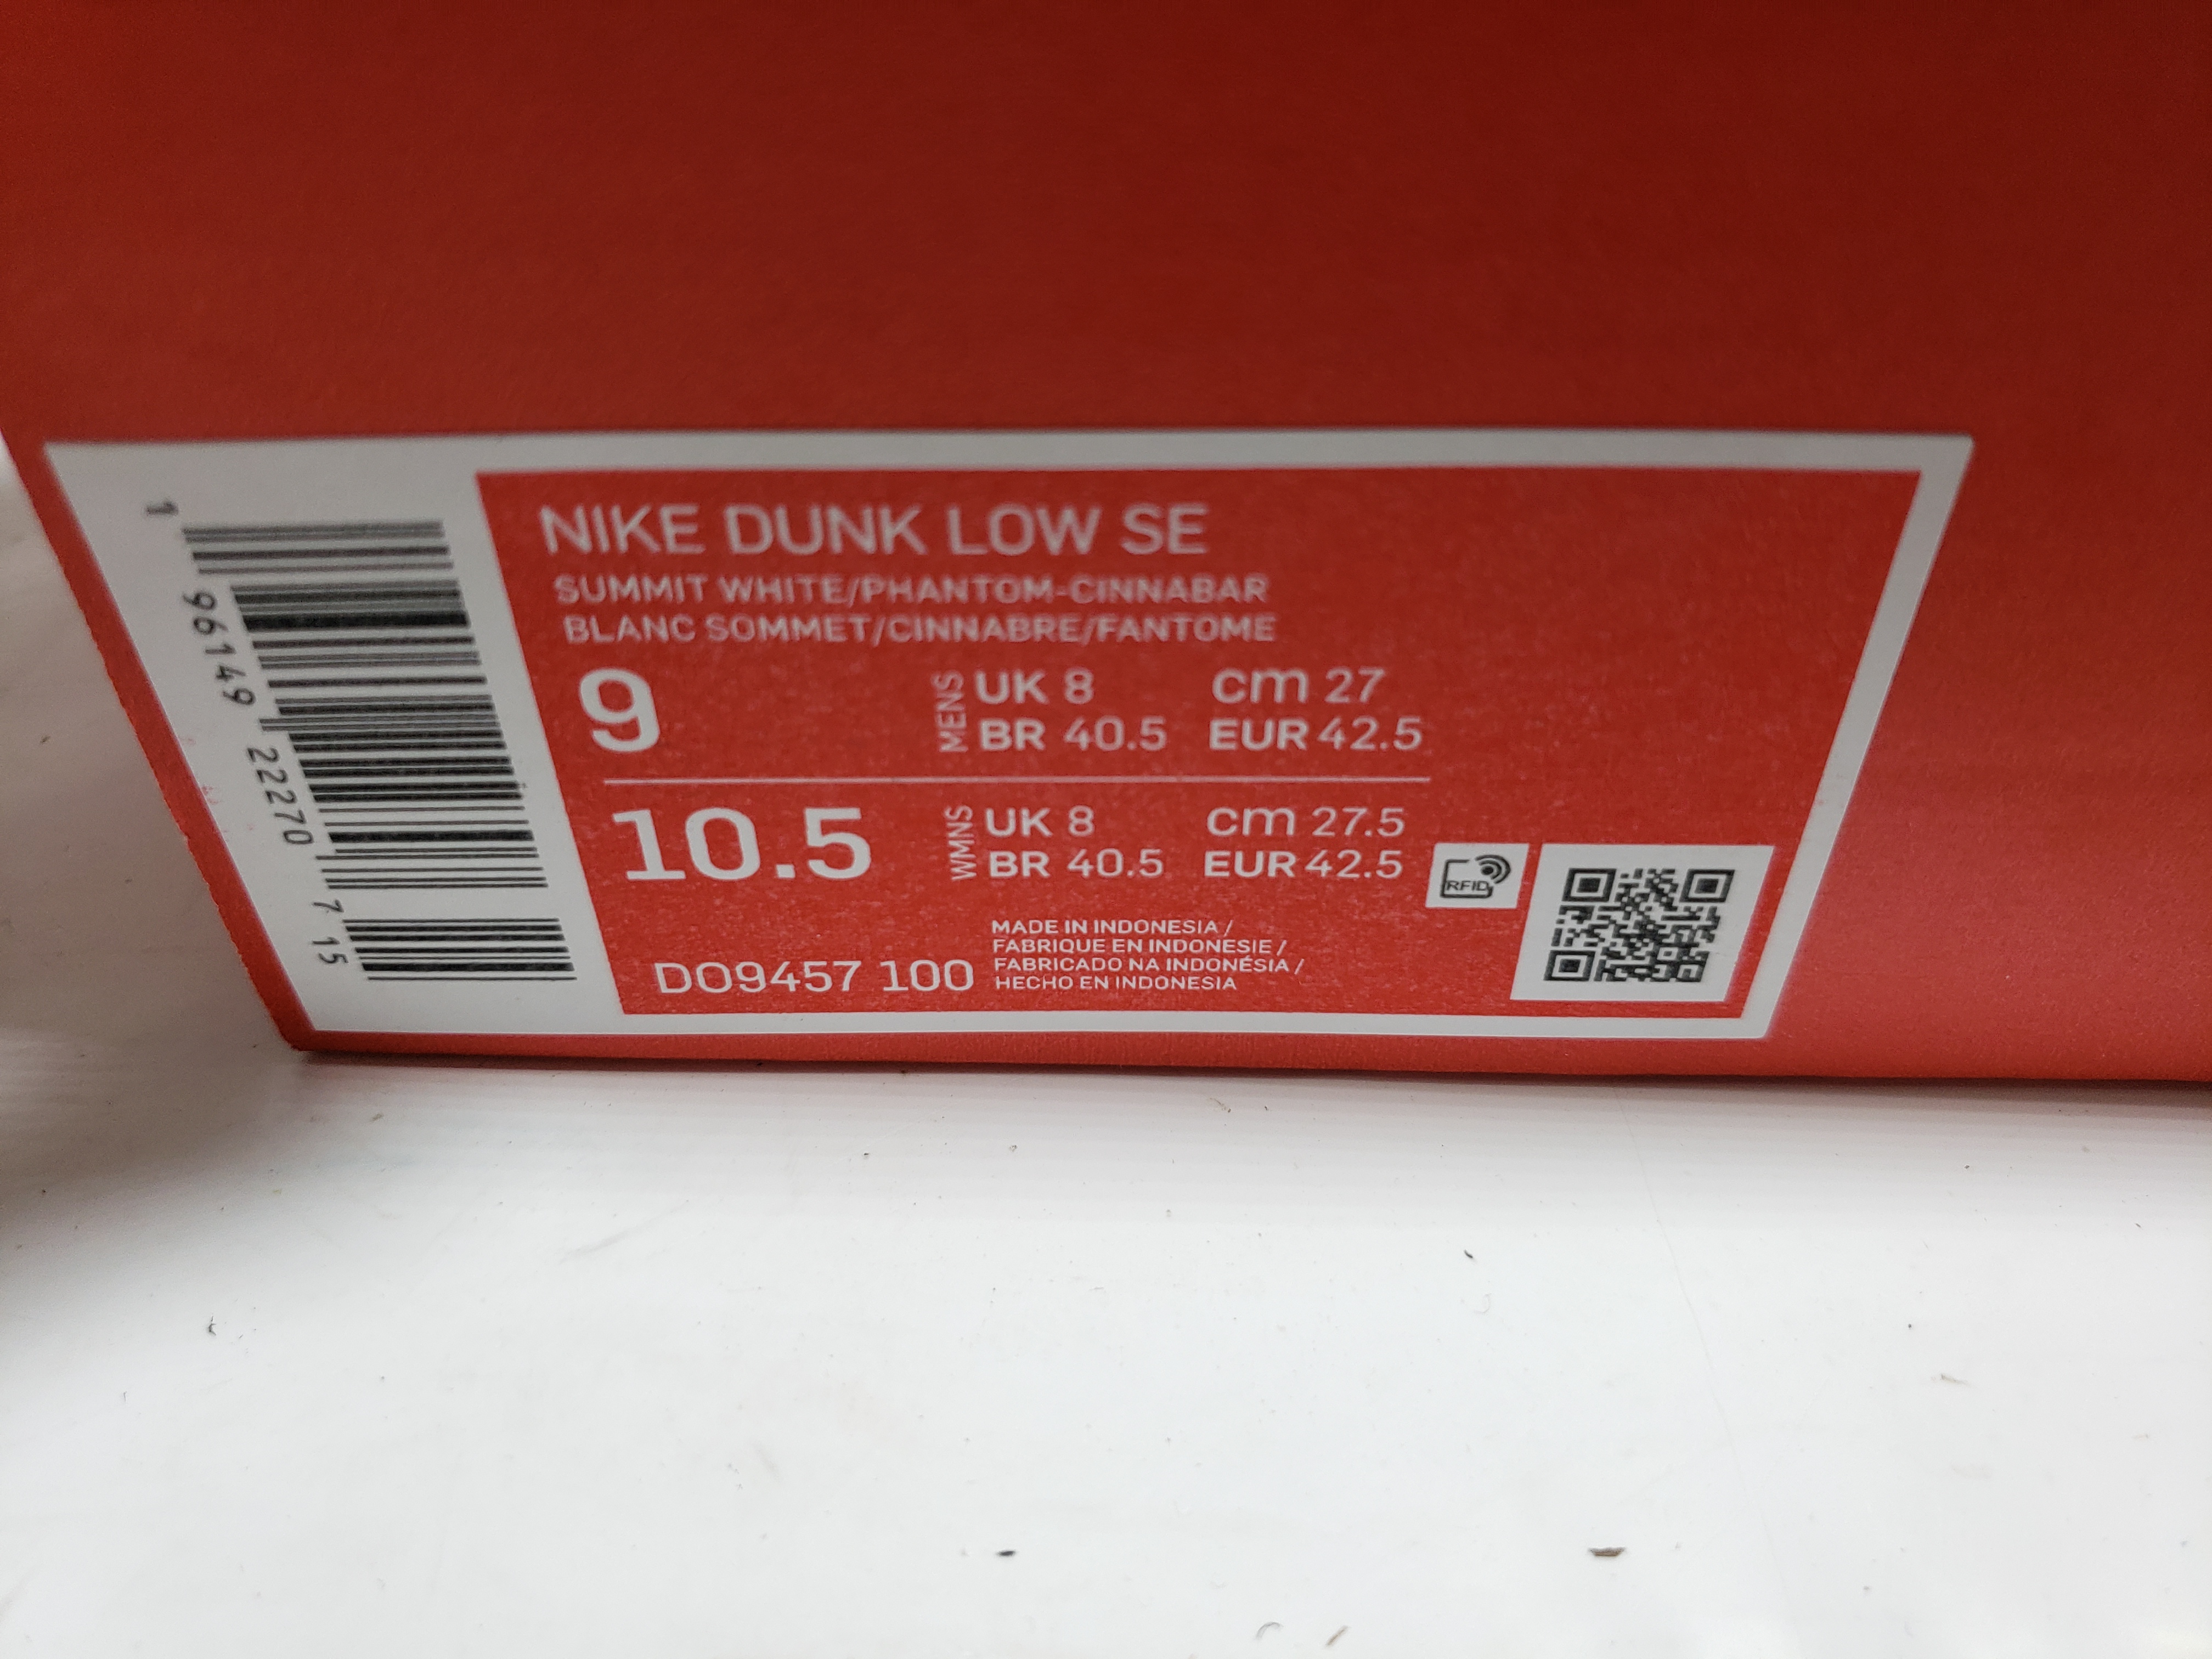 NIKE DUNK LOW SE
SUMMIT WHITE/PHANTOM-CINNABAR
BLANC SOMMET/CINNABRE/FANTOME
9
MENS
UK 8 cm 27
BR 40.5 EUR 42.5
10.5
WMNS
UK 8 cm 27.5
BR 40.5 EUR 42.5
RFID
DO9457 100
MADE IN INDONESIA /
FABRIQUE EN INDONESIE /
FABRICADO NA INDONÉSIA /
HECHO EN INDONESIA
1 96149 22270 7 15